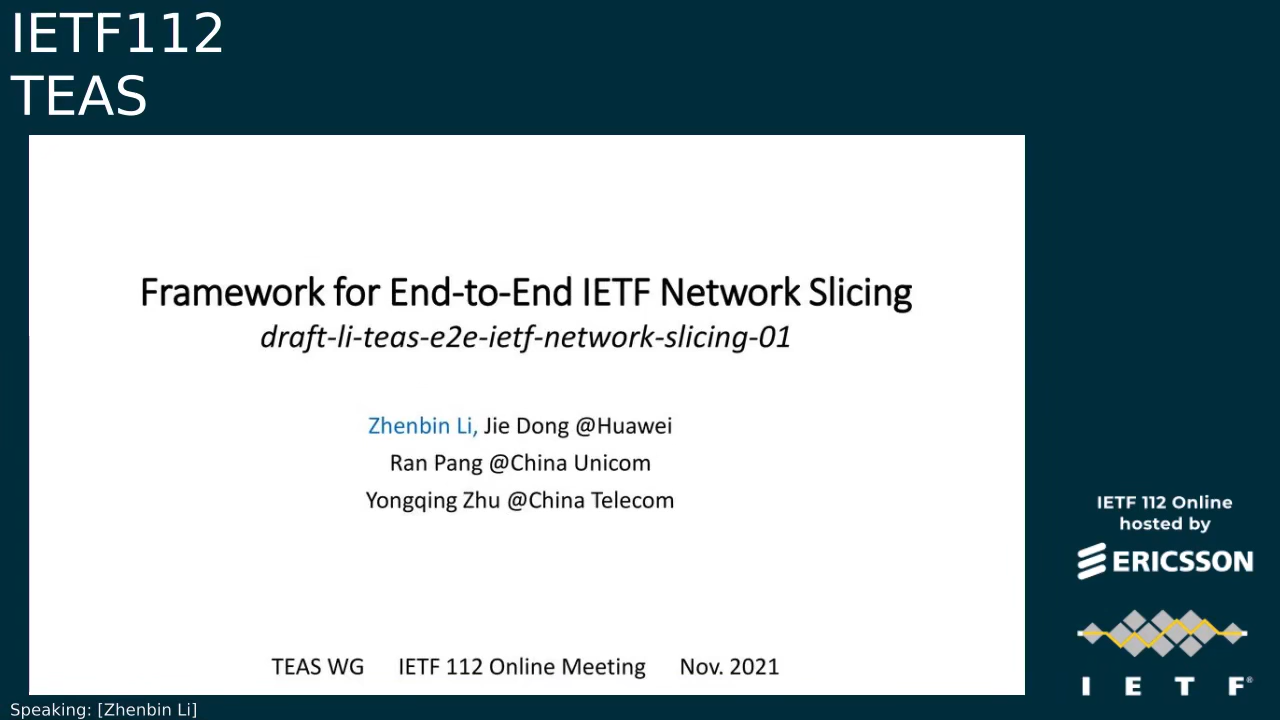 IETF112
TEAS
Framework for End-to-End IETF Network Slicing
draft-li-teas-e2e-ietf-network-slicing-01
Zhenbin Li, Jie Dong @Huawei
Ran Pang @China Unicom
Yongqing Zhu @China Telecom
TEAS WG IETF 112 Online Meeting Nov. 2021
IETF 112 Online
hosted by
ERICSSON
I E T F®
Speaking: [Zhenbin Li]